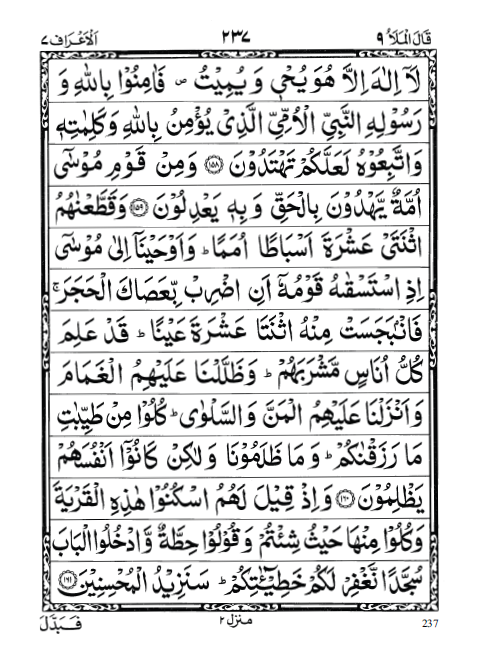 قَالَ الْمَلَاُ ٩ ٢٣٧ اَلْاَعْرَاف ٧
لَاۤ اِلٰهَ اِلَّا هُوَ يُحْيٖ وَ يُمِيْتُ ص فَاٰمِنُوْا بِاللّٰهِ وَ
رَسُوْلِهِ النَّبِيِّ الْاُمِّيِّ الَّذِيْ يُؤْمِنُ بِاللّٰهِ وَكَلِمٰتِهٖ
وَاتَّبِعُوْهُ لَعَلَّكُمْ تَهْتَدُوْنَ ﴿١٥٨﴾ وَمِنْ قَوْمِ مُوْسٰٓى
اُمَّةٌ يَّهْدُوْنَ بِالْحَقِّ وَ بِهٖ يَعْدِلُوْنَ ﴿١٥٩﴾ وَقَطَّعْنٰهُمُ
اثْنَتَيْ عَشْرَةَ اَسْبَاطًا اُمَمًا ط وَاَوْحَيْنَاۤ اِلٰى مُوْسٰٓى
اِذِ اسْتَسْقٰىهُ قَوْمُهٗۤ اَنِ اضْرِبْ بِّعَصَاكَ الْحَجَرَ ج
فَانْۢبَجَسَتْ مِنْهُ اثْنَتَا عَشْرَةَ عَيْنًا ط قَدْ عَلِمَ
كُلُّ اُنَاسٍ مَّشْرَبَهُمْ ط وَظَلَّلْنَا عَلَيْهِمُ الْغَمَامَ
وَاَنْزَلْنَا عَلَيْهِمُ الْمَنَّ وَالسَّلْوٰى ط كُلُوْا مِنْ طَيِّبٰتِ
مَا رَزَقْنٰكُمْ ط وَمَا ظَلَمُوْنَا وَلٰكِنْ كَانُوْۤا اَنْفُسَهُمْ
يَظْلِمُوْنَ ﴿١٦٠﴾ وَاِذْ قِيْلَ لَهُمُ اسْكُنُوْا هٰذِهِ الْقَرْيَةَ
وَكُلُوْا مِنْهَا حَيْثُ شِئْتُمْ وَقُوْلُوْا حِطَّةٌ وَّادْخُلُوا الْبَابَ
سُجَّدًا نَّغْفِرْ لَكُمْ خَطِيْٓـٰٔتِكُمْ ط سَنَزِيْدُ الْمُحْسِنِيْنَ ﴿١٦١﴾
منزل ٢ فَبَدَّلَ
237